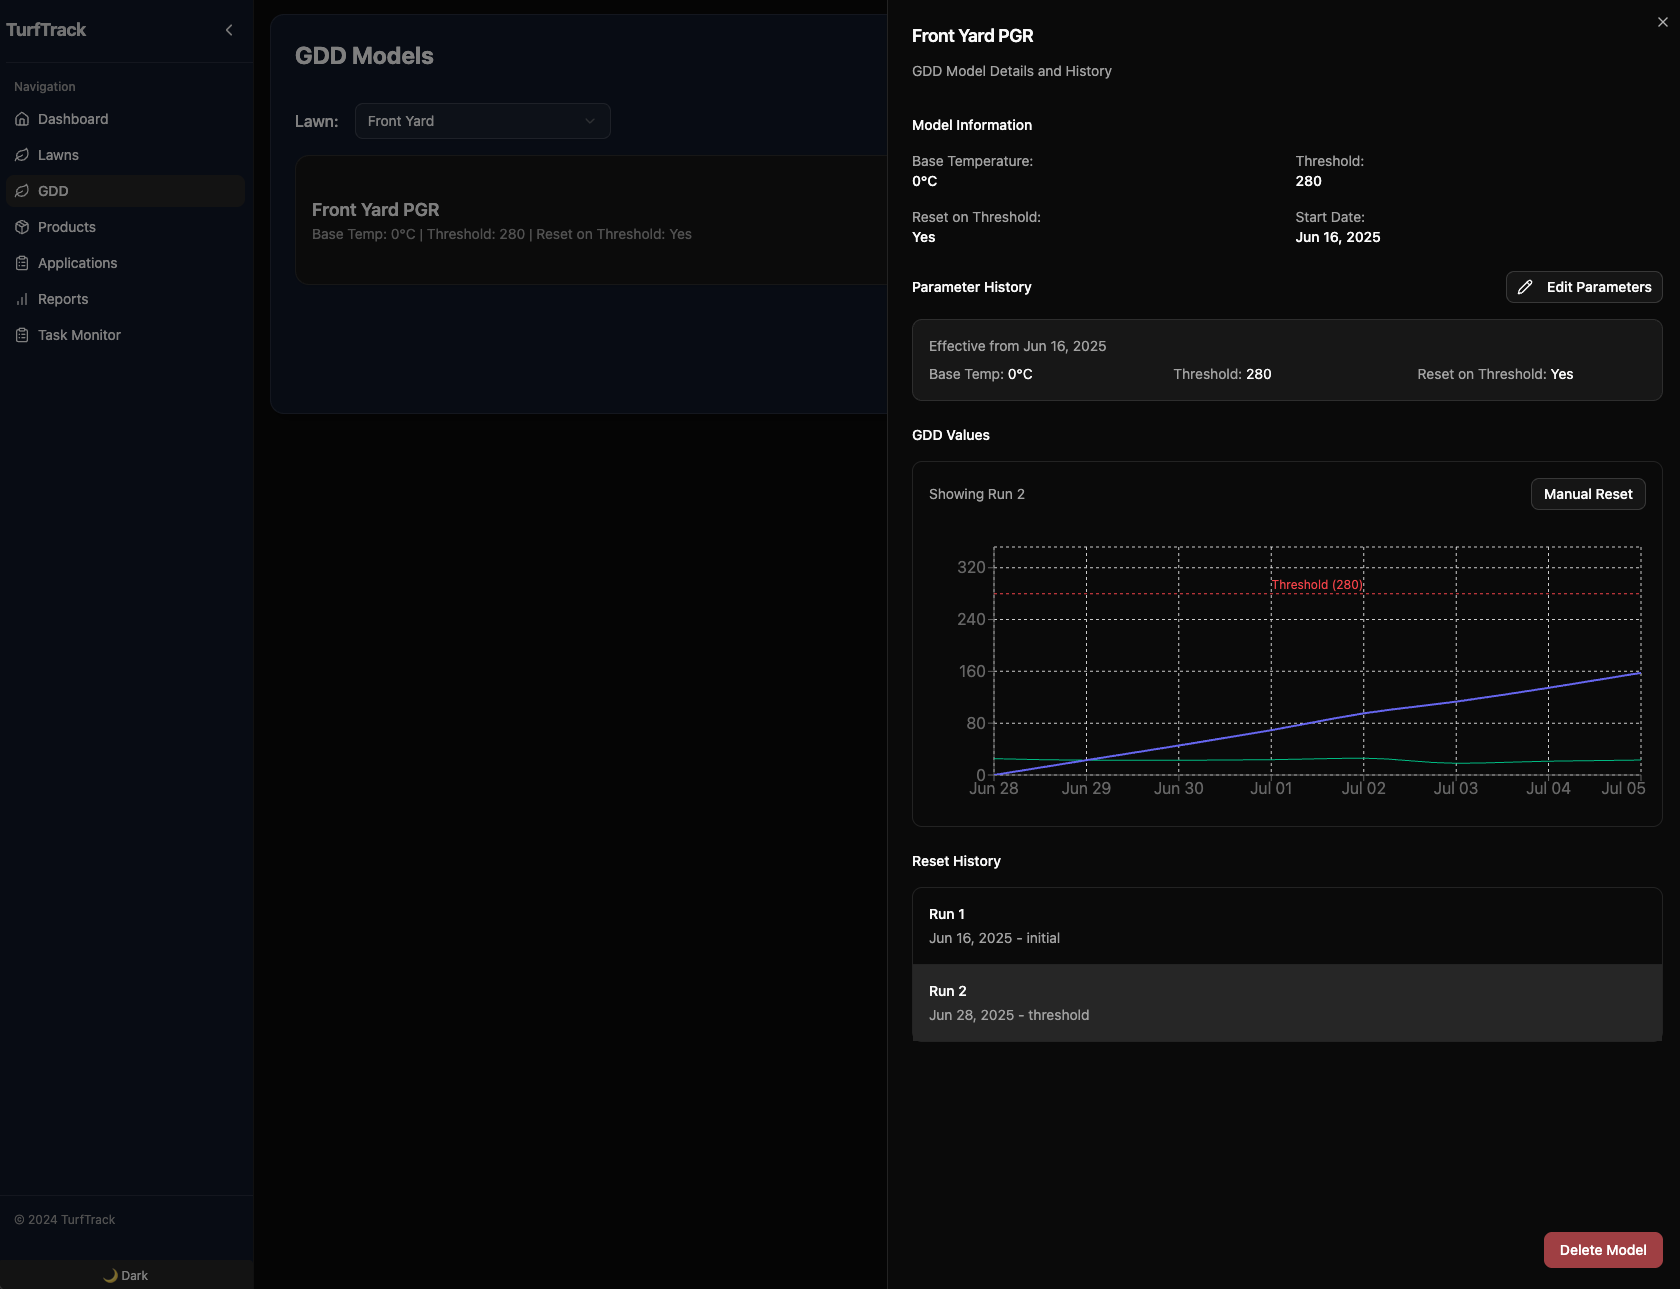 TurfTrack
Navigation
Dashboard
Lawns
GDD
Products
Applications
Reports
Task Monitor
© 2024 TurfTrack
🌙 Dark
GDD Models
Lawn: Front Yard
Front Yard PGR
Base Temp: 0°C | Threshold: 280 | Reset on Threshold: Yes
Front Yard PGR
GDD Model Details and History
Model Information
Base Temperature:
0°C
Threshold:
280
Reset on Threshold:
Yes
Start Date:
Jun 16, 2025
Parameter History
Edit Parameters
Effective from Jun 16, 2025
Base Temp: 0°C
Threshold: 280
Reset on Threshold: Yes
GDD Values
Showing Run 2
Manual Reset
320
Threshold (280)
240
160
80
0
Jun 28 Jun 29 Jun 30 Jul 01 Jul 02 Jul 03 Jul 04 Jul 05
Reset History
Run 1
Jun 16, 2025 - initial
Run 2
Jun 28, 2025 - threshold
Delete Model